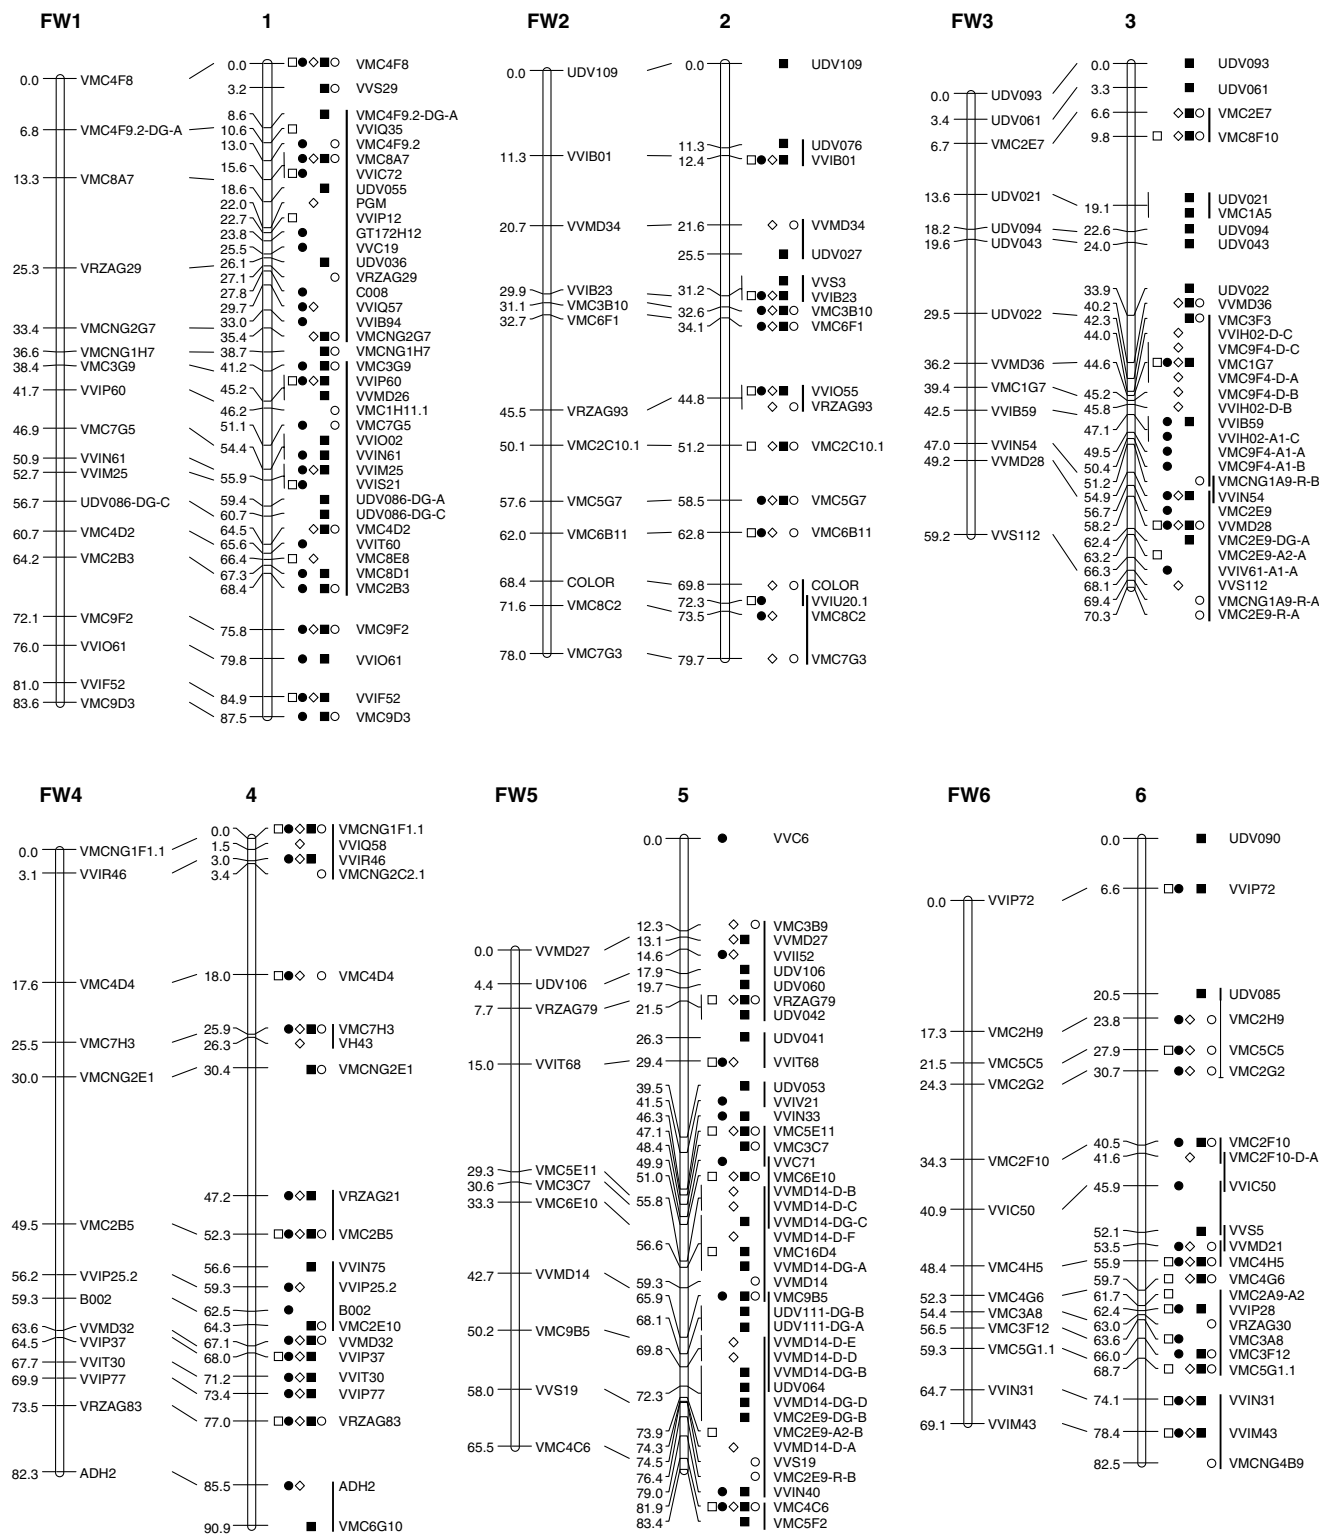 FW1 1 FW2 2 FW3 3
0.0 VMC4F8
6.8 VMC4F9.2-DG-A
13.3 VMC8A7
25.3 VRZAG29
33.4 VMCNG2G7
36.6 VMCNG1H7
38.4 VMC3G9
41.7 VVIP60
46.9 VMC7G5
50.9 VVIN61
52.7 VVIM25
56.7 UDV086-DG-C
60.7 VMC4D2
64.2 VMC2B3
72.1 VMC9F2
76.0 VVIO61
81.0 VVIF52
83.6 VMC9D3
0.0 VMC4F8
3.2 VVS29
8.6 VMC4F9.2-DG-A
10.6 VVIQ35
13.0 VMC4F9.2
15.6 VMC8A7
VVIC72
18.6 UDV055
22.0 PGM
22.7 VVIP12
23.8 GT172H12
25.5 VVC19
26.1 UDV036
27.1 VRZAG29
27.8 C008
29.7 VVIQ57
33.0 VVIB94
35.4 VMCNG2G7
38.7 VMCNG1H7
41.2 VMC3G9
45.2 VVIP60
VVMD26
46.2 VMC1H11.1
51.1 VMC7G5
54.4 VVIO02
VVIN61
55.9 VVIM25
VVIS21
59.4 UDV086-DG-A
60.7 UDV086-DG-C
64.5 VMC4D2
65.6 VVIT60
66.4 VMC8E8
67.3 VMC8D1
68.4 VMC2B3
75.8 VMC9F2
79.8 VVIO61
84.9 VVIF52
87.5 VMC9D3
0.0 UDV109
11.3 VVIB01
20.7 VVMD34
29.9 VVIB23
31.1 VMC3B10
32.7 VMC6F1
45.5 VRZAG93
50.1 VMC2C10.1
57.6 VMC5G7
62.0 VMC6B11
68.4 COLOR
71.6 VMC8C2
78.0 VMC7G3
0.0 UDV109
11.3 UDV076
12.4 VVIB01
21.6 VVMD34
25.5 UDV027
31.2 VVS3
VVIB23
32.6 VMC3B10
34.1 VMC6F1
44.8 VVIO55
VRZAG93
51.2 VMC2C10.1
58.5 VMC5G7
62.8 VMC6B11
69.8 COLOR
72.3 VVIU20.1
73.5 VMC8C2
79.7 VMC7G3
0.0 UDV093
3.4 UDV061
6.7 VMC2E7
13.6 UDV021
18.2 UDV094
19.6 UDV043
29.5 UDV022
36.2 VVMD36
39.4 VMC1G7
42.5 VVIB59
47.0 VVIN54
49.2 VVMD28
59.2 VVS112
0.0 UDV093
3.3 UDV061
6.6 VMC2E7
9.8 VMC8F10
19.1 UDV021
VMC1A5
22.6 UDV094
24.0 UDV043
33.9 UDV022
40.2 VVMD36
42.3 VMC3F3
44.0 VVIH02-D-C
VMC9F4-D-C
44.6 VMC1G7
VMC9F4-D-A
45.2 VMC9F4-D-B
45.8 VVIH02-D-B
47.1 VVIB59
VVIH02-A1-C
49.5 VMC9F4-A1-A
50.4 VMC9F4-A1-B
51.2 VMCNG1A9-R-B
54.9 VVIN54
56.7 VMC2E9
58.2 VVMD28
62.4 VMC2E9-DG-A
63.2 VMC2E9-A2-A
66.3 VVIV61-A1-A
68.1 VVS112
69.4 VMCNG1A9-R-A
70.3 VMC2E9-R-A
FW4 4 FW5 5 FW6 6
0.0 VMCNG1F1.1
3.1 VVIR46
17.6 VMC4D4
25.5 VMC7H3
30.0 VMCNG2E1
49.5 VMC2B5
56.2 VVIP25.2
59.3 B002
63.6 VVMD32
64.5 VVIP37
67.7 VVIT30
69.9 VVIP77
73.5 VRZAG83
82.3 ADH2
0.0 VMCNG1F1.1
1.5 VVIQ58
3.0 VVIR46
3.4 VMCNG2C2.1
18.0 VMC4D4
25.9 VMC7H3
26.3 VH43
30.4 VMCNG2E1
47.2 VRZAG21
52.3 VMC2B5
56.6 VVIN75
59.3 VVIP25.2
62.5 B002
64.3 VMC2E10
67.1 VVMD32
68.0 VVIP37
71.2 VVIT30
73.4 VVIP77
77.0 VRZAG83
85.5 ADH2
90.9 VMC6G10
0.0 VVMD27
4.4 UDV106
7.7 VRZAG79
15.0 VVIT68
29.3 VMC5E11
30.6 VMC3C7
33.3 VMC6E10
42.7 VVMD14
50.2 VMC9B5
58.0 VVS19
65.5 VMC4C6
0.0 VVC6
12.3 VMC3B9
13.1 VVMD27
14.6 VVII52
17.9 UDV106
19.7 UDV060
21.5 VRZAG79
UDV042
26.3 UDV041
29.4 VVIT68
39.5 UDV053
41.5 VVIV21
46.3 VVIN33
47.1 VMC5E11
48.4 VMC3C7
49.9 VVC71
51.0 VMC6E10
55.8 VVMD14-D-B
VVMD14-D-C
VVMD14-DG-C
56.6 VVMD14-D-F
VMC16D4
VVMD14-DG-A
59.3 VVMD14
65.9 VMC9B5
68.1 UDV111-DG-B
UDV111-DG-A
69.8 VVMD14-D-E
VVMD14-D-D
72.3 VVMD14-DG-B
UDV064
VVMD14-DG-D
VMC2E9-DG-B
73.9 VMC2E9-A2-B
74.3 VVMD14-D-A
74.5 VVS19
76.4 VMC2E9-R-B
79.0 VVIN40
81.9 VMC4C6
83.4 VMC5F2
0.0 VVIP72
17.3 VMC2H9
21.5 VMC5C5
24.3 VMC2G2
34.3 VMC2F10
40.9 VVIC50
48.4 VMC4H5
52.3 VMC4G6
54.4 VMC3A8
56.5 VMC3F12
59.3 VMC5G1.1
64.7 VVIN31
69.1 VVIM43
0.0 UDV090
6.6 VVIP72
20.5 UDV085
23.8 VMC2H9
27.9 VMC5C5
30.7 VMC2G2
40.5 VMC2F10
41.6 VMC2F10-D-A
45.9 VVIC50
52.1 VVS5
53.5 VVMD21
55.9 VMC4H5
59.7 VMC4G6
61.7 VMC2A9-A2
62.4 VVIP28
63.0 VRZAG30
63.6 VMC3A8
66.0 VMC3F12
68.7 VMC5G1.1
74.1 VVIN31
78.4 VVIM43
82.5 VMCNG4B9